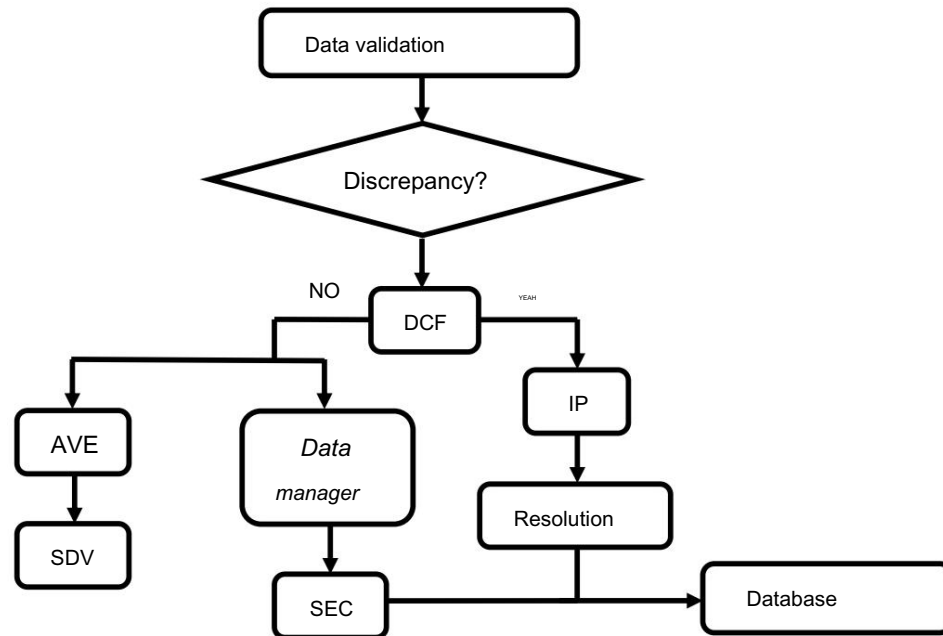 Data validation
Discrepancy?
NO
YEAH
DCF
IP
AVE
Data
manager
Resolution
SDV
SEC
Database